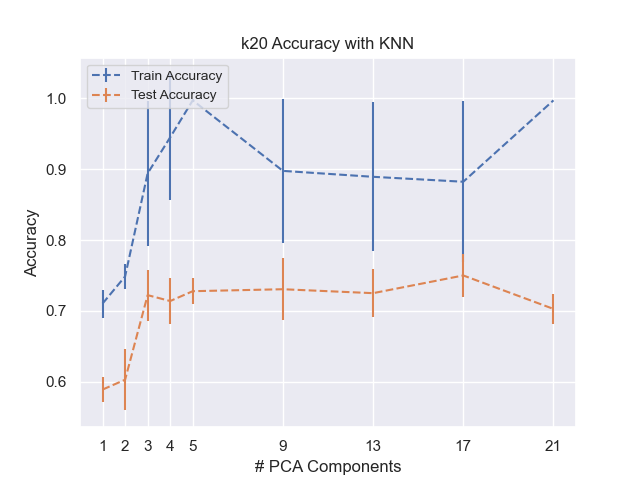 k20 Accuracy with KNN
Train Accuracy
Test Accuracy
1.0
0.9
0.8
0.7
0.6
Accuracy
1 2 3 4 5 9 13 17 21
# PCA Components